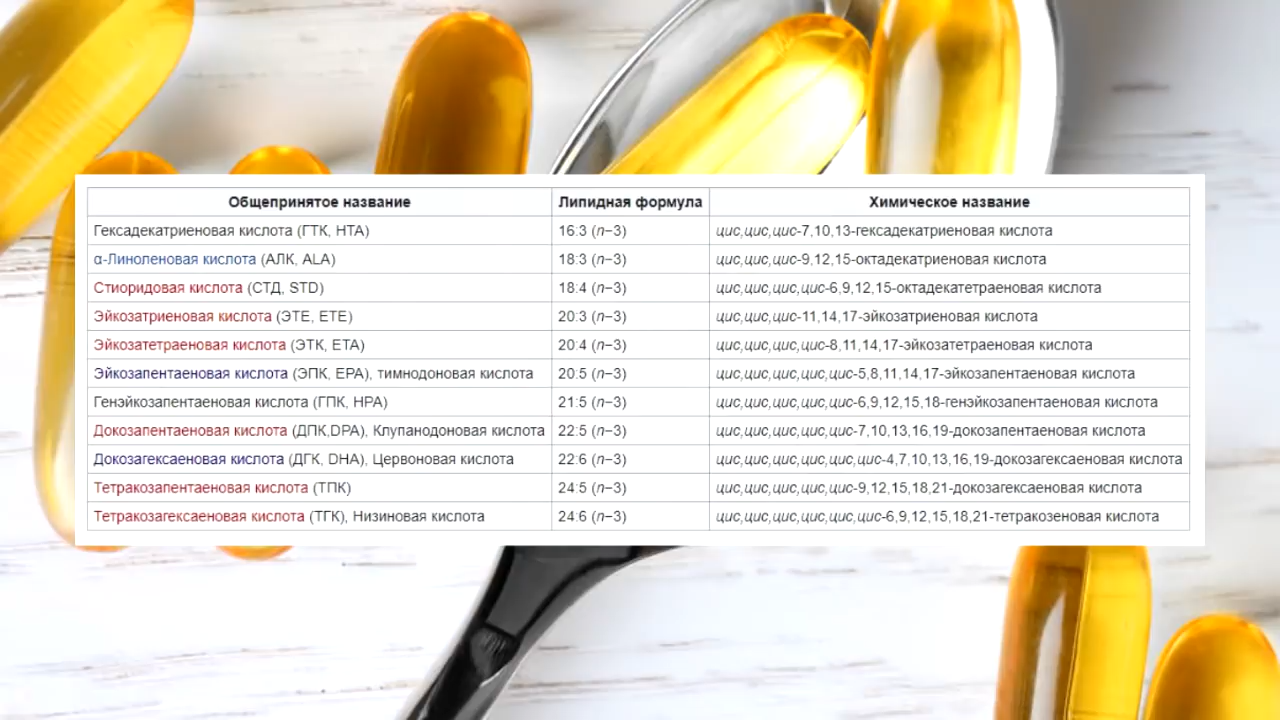 Общепринятое название Липидная формула Химическое название
Гексадекатриеновая кислота (ГТК, HTA) 16:3 (n−3) цис,цис,цис-7,10,13-гексадекатриеновая кислота
α-Линоленовая кислота (АЛК, ALA) 18:3 (n−3) цис,цис,цис-9,12,15-октадекатриеновая кислота
Стиоридовая кислота (СТД, STD) 18:4 (n−3) цис,цис,цис,цис-6,9,12,15-октадекатетраеновая кислота
Эйкозатриеновая кислота (ЭТЕ, ETE) 20:3 (n−3) цис,цис,цис-11,14,17-эйкозатриеновая кислота
Эйкозатетраеновая кислота (ЭТК, ETA) 20:4 (n−3) цис,цис,цис,цис-8,11,14,17-эйкозатетраеновая кислота
Эйкозапентаеновая кислота (ЭПК, EPA), тимнодоновая кислота 20:5 (n−3) цис,цис,цис,цис,цис-5,8,11,14,17-эйкозапентаеновая кислота
Генэйкозапентаеновая кислота (ГПК, HPA) 21:5 (n−3) цис,цис,цис,цис,цис-6,9,12,15,18-генэйкозапентаеновая кислота
Докозапентаеновая кислота (ДПК,DPA), Клупанодоновая кислота 22:5 (n−3) цис,цис,цис,цис,цис-7,10,13,16,19-докозапентаеновая кислота
Докозагексаеновая кислота (ДГК, DHA), Цервоновая кислота 22:6 (n−3) цис,цис,цис,цис,цис,цис-4,7,10,13,16,19-докозагексаеновая кислота
Тетракозапентаеновая кислота (ТПК) 24:5 (n−3) цис,цис,цис,цис,цис-9,12,15,18,21-докозагексаеновая кислота
Тетракозагексаеновая кислота (ТГК), Низиновая кислота 24:6 (n−3) цис,цис,цис,цис,цис,цис-6,9,12,15,18,21-тетракозеновая кислота